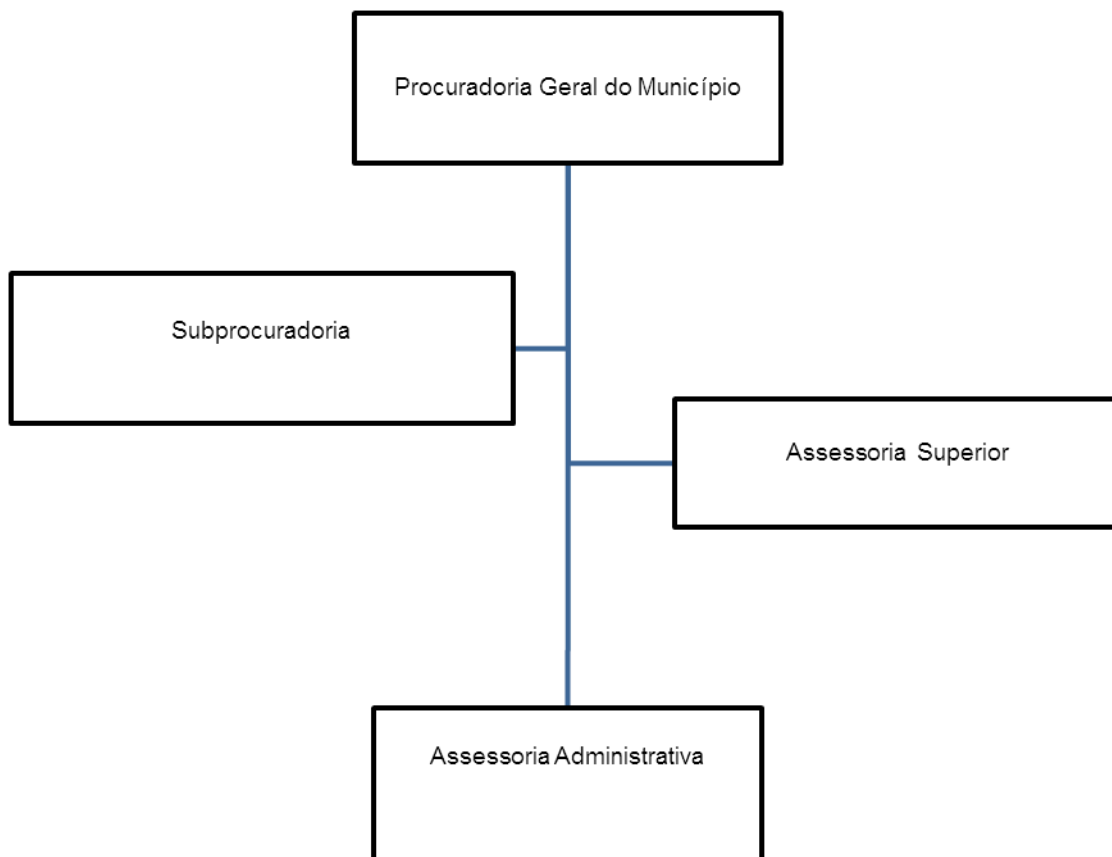 Procuradoria Geral do Município
Subprocuradoria
Assessoria Superior
Assessoria Administrativa